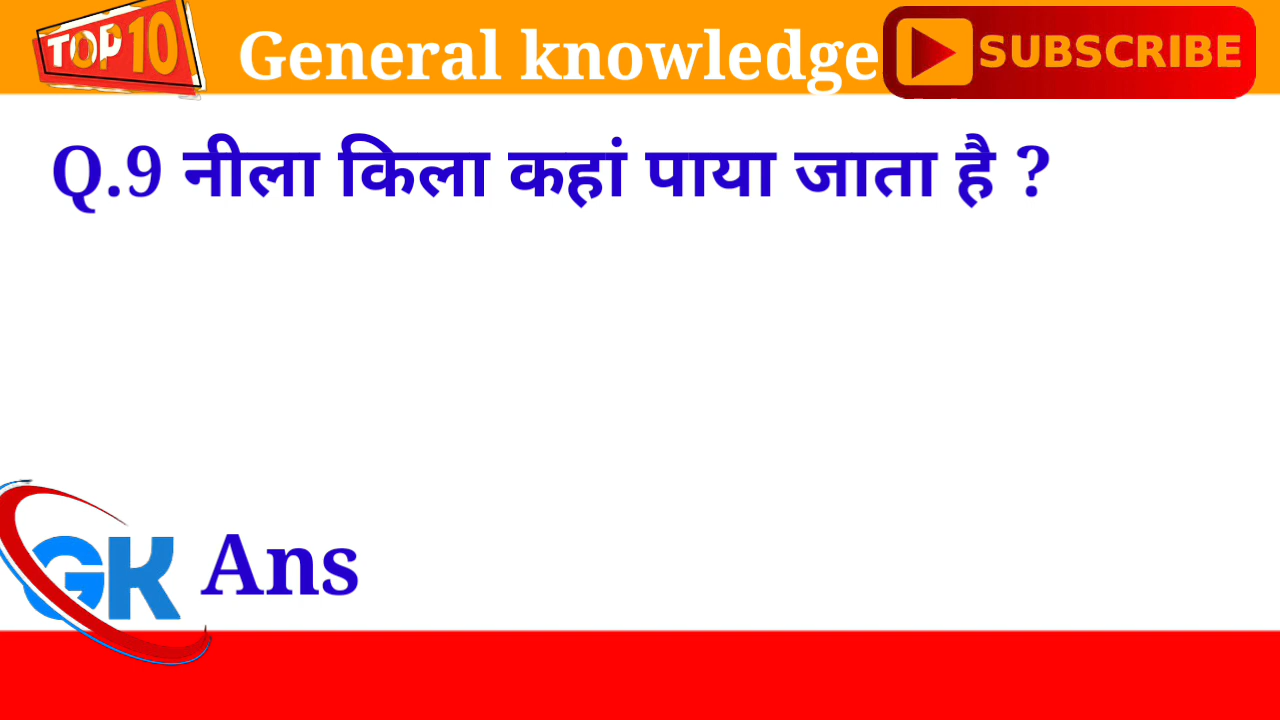 TOP 10
General knowledge
SUBSCRIBE
Q.9 नीला किला कहां पाया जाता है ?
GK
Ans